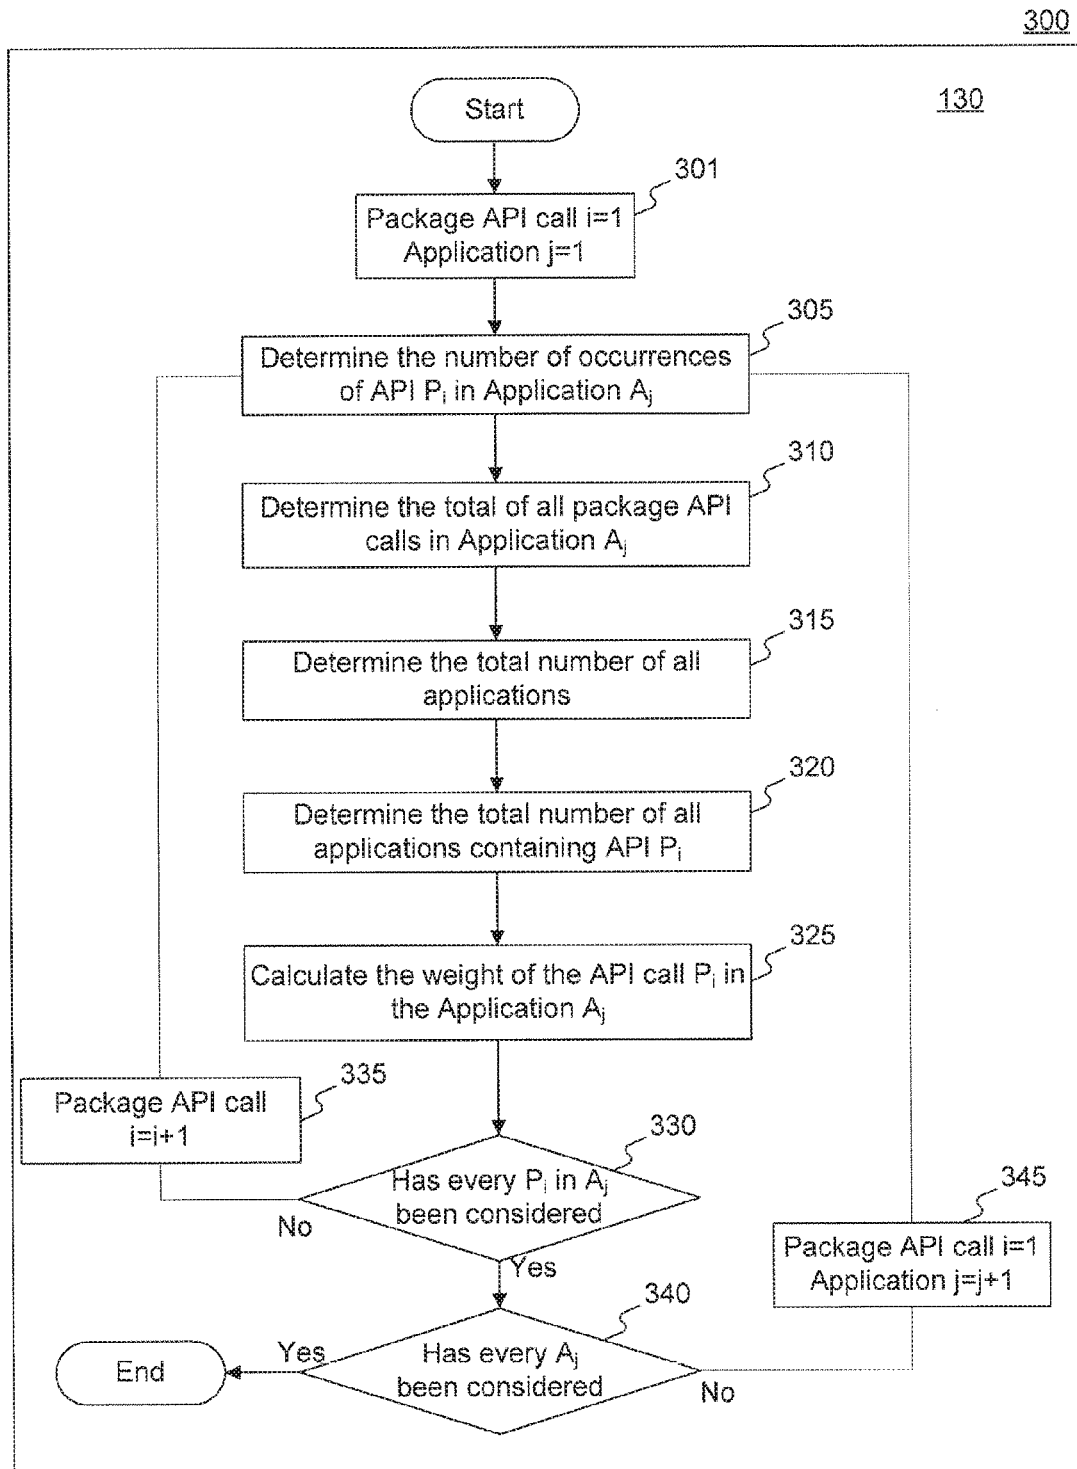 300
130
Start
301
Package API call i=1
Application j=1
305
Determine the number of occurrences
of API Pi in Application Aj
310
Determine the total of all package API
calls in Application Aj
315
Determine the total number of all
applications
320
Determine the total number of all
applications containing API Pi
325
Calculate the weight of the API call Pi in
the Application Aj
335
Package API call
i=i+1
330
Has every Pi in Aj
been considered
No
Yes
345
Package API call i=1
Application j=j+1
340
Has every Aj
been considered
Yes
No
End